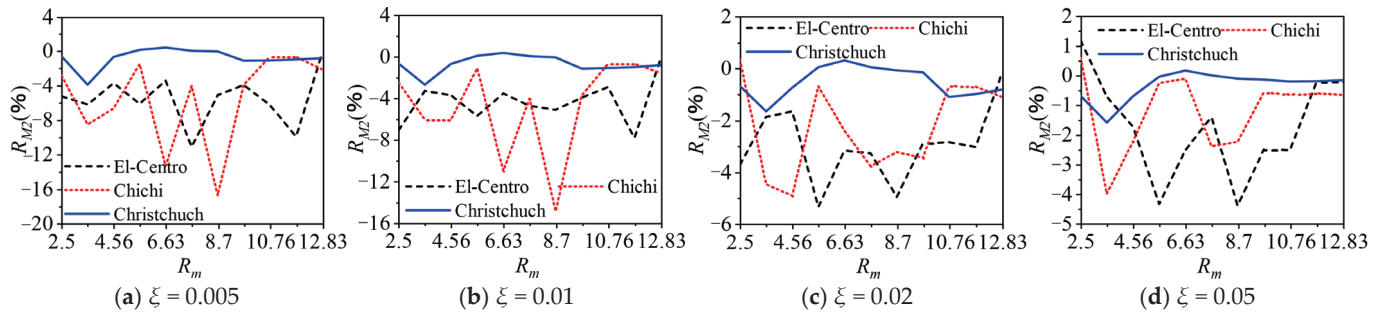 4
0
−4
−8
−12
−16
−20
R_M2(%)
El-Centro
Chichi
Christchuch
2.5 4.56 6.63 8.7 10.76 12.83
R_m
(a) ξ = 0.005
4
0
−4
−8
−12
−16
R_M2(%)
El-Centro Chichi
Christchuch
2.5 4.56 6.63 8.7 10.76 12.83
R_m
(b) ξ = 0.01
2
0
−2
−4
−6
R_M2(%)
El-Centro Chichi
Christchuch
2.5 4.56 6.63 8.7 10.76 12.83
R_m
(c) ξ = 0.02
2
1
0
−1
−2
−3
−4
−5
R_M2(%)
El-Centro Chichi
Christchuch
2.5 4.56 6.63 8.7 10.76 12.83
R_m
(d) ξ = 0.05